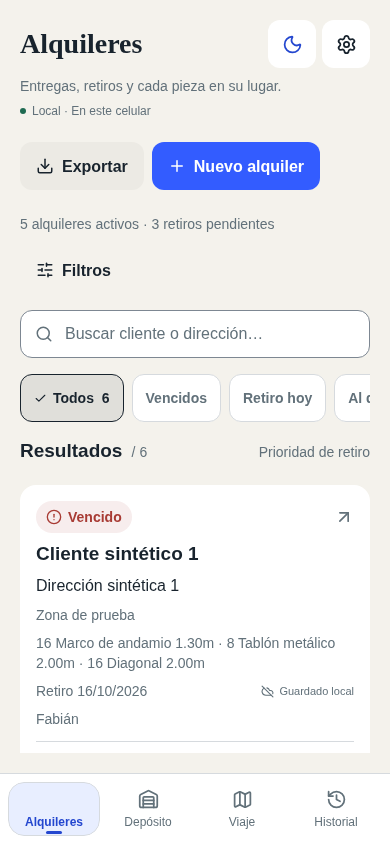 Alquileres
Entregas, retiros y cada pieza en su lugar.
Local · En este celular
Exportar
Nuevo alquiler
5 alquileres activos · 3 retiros pendientes
Filtros
Buscar cliente o dirección…
Todos 6
Vencidos
Retiro hoy
Al
Resultados / 6
Prioridad de retiro
Vencido
Cliente sintético 1
Dirección sintética 1
Zona de prueba
16 Marco de andamio 1.30m · 8 Tablón metálico
2.00m · 16 Diagonal 2.00m
Retiro 16/10/2026
Guardado local
Fabián
Alquileres
Depósito
Viaje
Historial